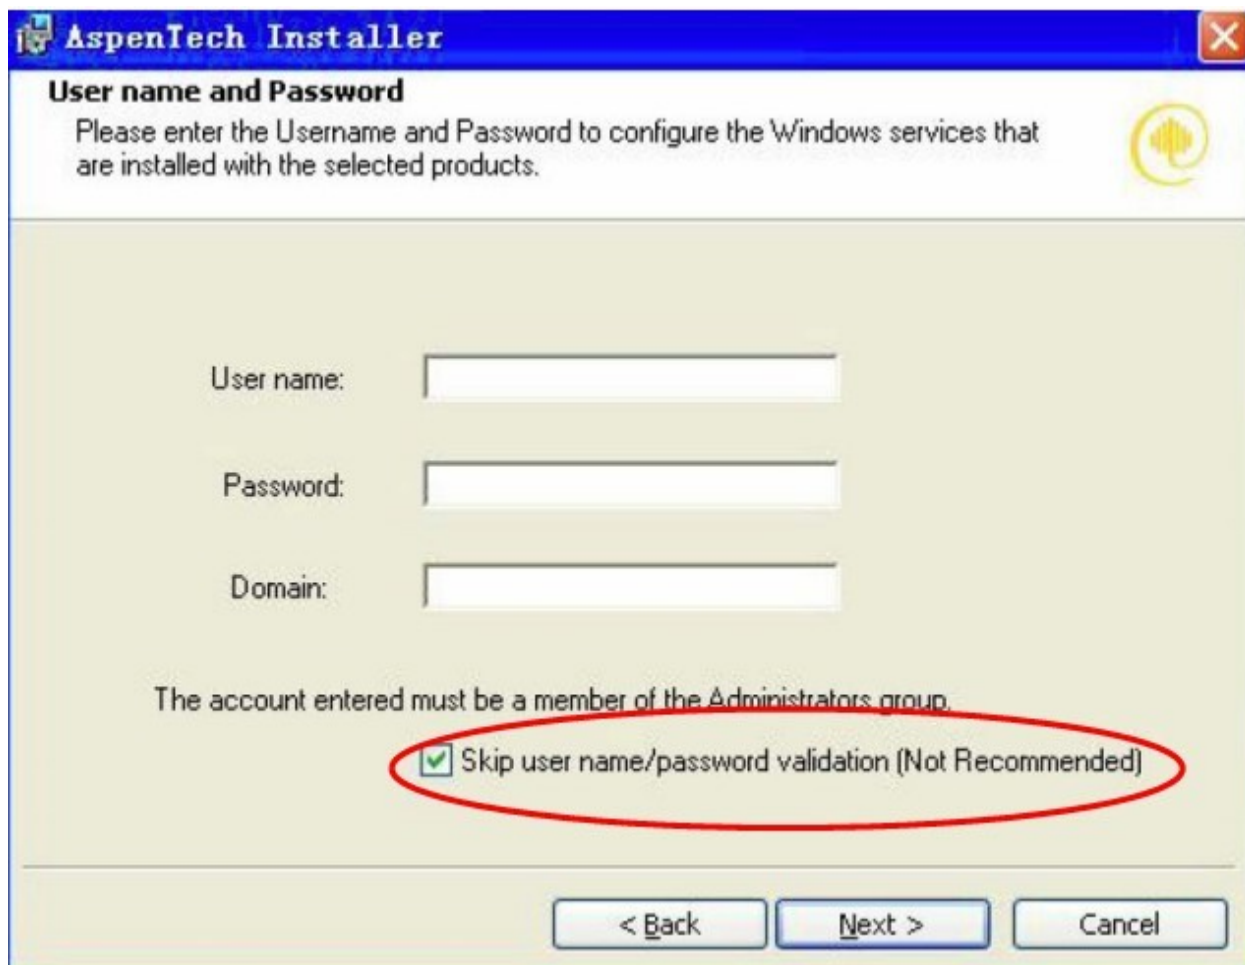 AspenTech Installer
User name and Password
Please enter the Username and Password to configure the Windows services that
are installed with the selected products.
User name:
Password:
Domain:
The account entered must be a member of the Administrators group.
Skip user name/password validation (Not Recommended)
< Back
Next >
Cancel